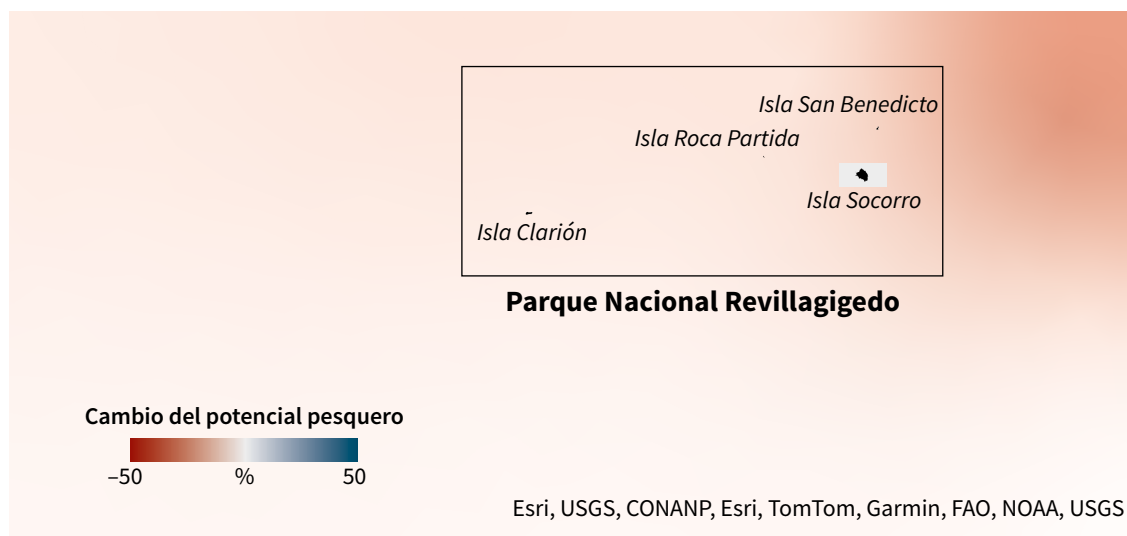 Isla San Benedicto
Isla Roca Partida
Isla Socorro
Isla Clarión
Parque Nacional Revillagigedo
Cambio del potencial pesquero
–50 % 50
Esri, USGS, CONANP, Esri, TomTom, Garmin, FAO, NOAA, USGS